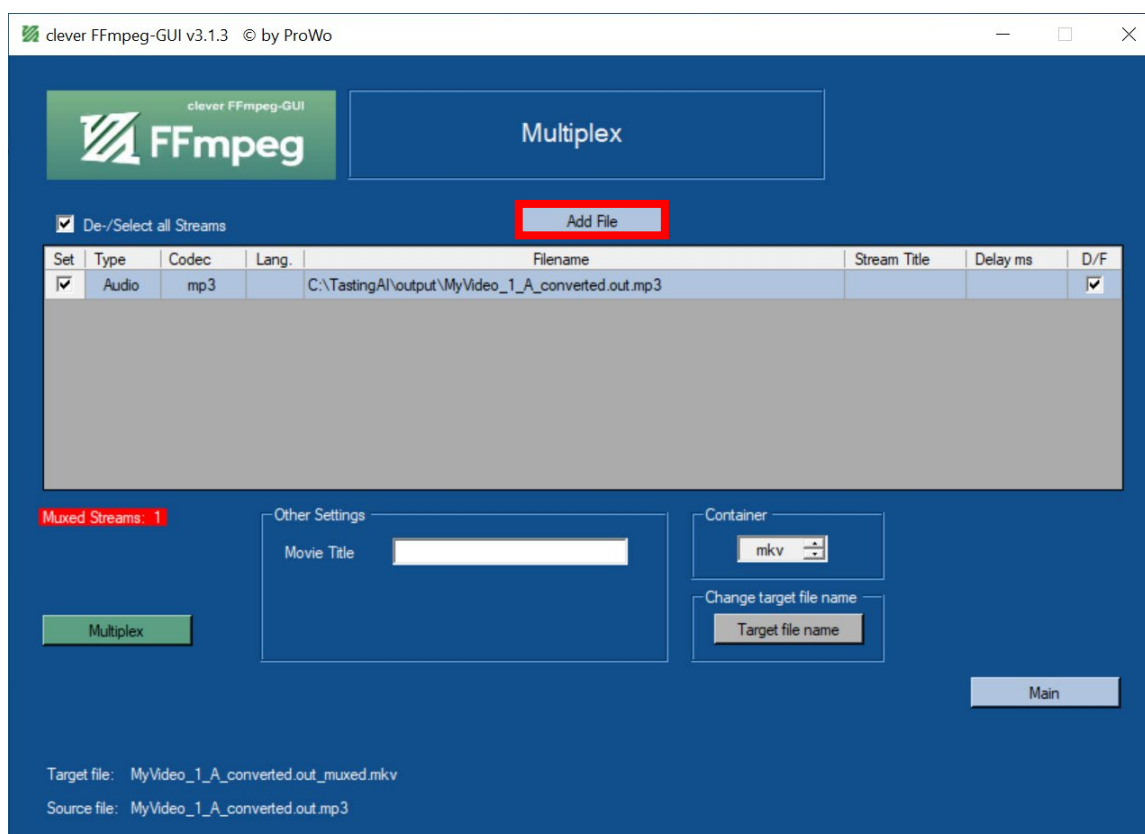 clever FFmpeg-GUI v3.1.3 © by ProWo
clever FFmpeg-GUI
FFmpeg
Multiplex
De-/Select all Streams
Add File
Set Type Codec Lang. Filename Stream Title Delay ms D/F
Audio mp3 C:\TastingAI\output\MyVideo_1_A_converted.out.mp3
Muxed Streams: 1
Other Settings
Movie Title
Container
mkv
Change target file name
Target file name
Multiplex
Main
Target file: MyVideo_1_A_converted.out_muxed.mkv
Source file: MyVideo_1_A_converted.out.mp3